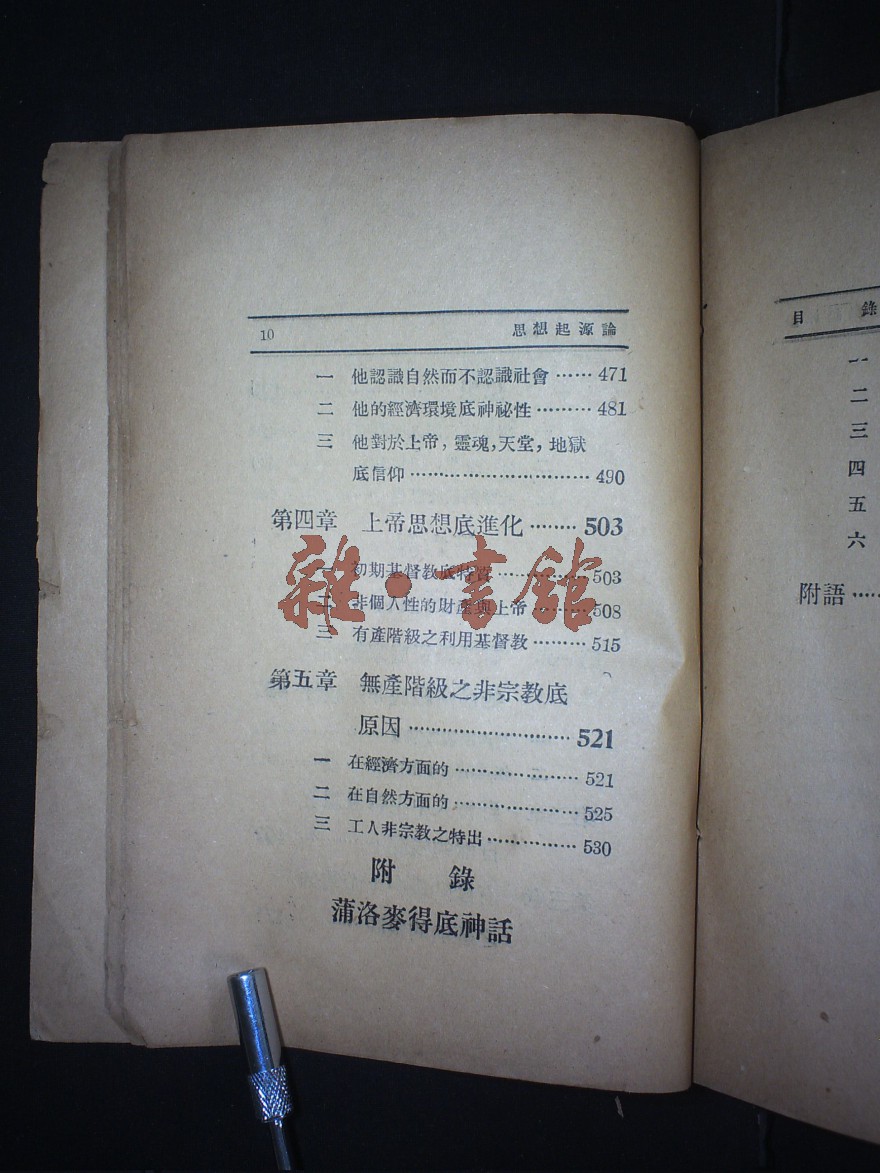 10 思想起源論
一 他認識自然而不認識社會……471
二 他的經濟環境底神祕性………481
三 他對於上帝，靈魂，天堂，地獄
底信仰……………………490
第四章 上帝思想底進化………503
一 初期基督教底特質……………503
二 非個人性的財產與上帝………508
三 有產階級之利用基督教………515
第五章 無產階級之非宗教底
原因………………………521
一 在經濟方面的…………………521
二 在自然方面的…………………525
三 工人非宗教之特出……………530
附 錄
蒲洛麥得底神話
雜·書館
目 錄
一
二
三
四
五
六
附語……